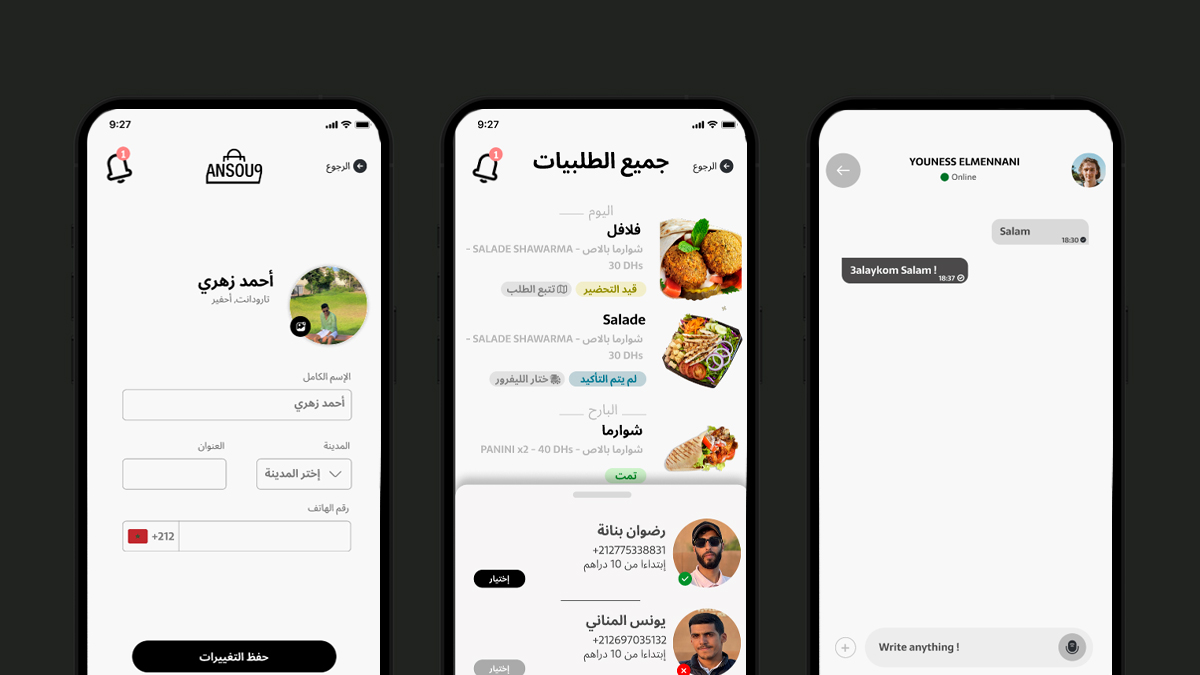 9:27
1
ANSOU9
الرجوع
أحمد زهري
تارودانت, أحفير
الإسم الكامل
أحمد زهري
المدينة
العنوان
إختر المدينة
رقم الهاتف
+212
حفظ التغييرات
9:27
1
جميع الطلبيات
الرجوع
اليوم
فلافل
شوارما بالاص - SALADE SHAWARMA -
30 DHs
قيد التحضير
تتبع الطلب
Salade
شوارما بالاص - SALADE SHAWARMA -
30 DHs
لم يتم التأكيد
ختار الليفرور
البارح
شوارما
شوارما بالاص - PANINI x2 - 40 DHs
تمت
رضوان بنانة
+212775338831
إبتداءا من 10 دراهم
إختيار
يونس المناني
+212697035132
إبتداءا من 10 دراهم
إختيار
YOUNESS ELMENNANI
Online
Salam
18:30
3alaykom Salam !
18:37
Write anything !